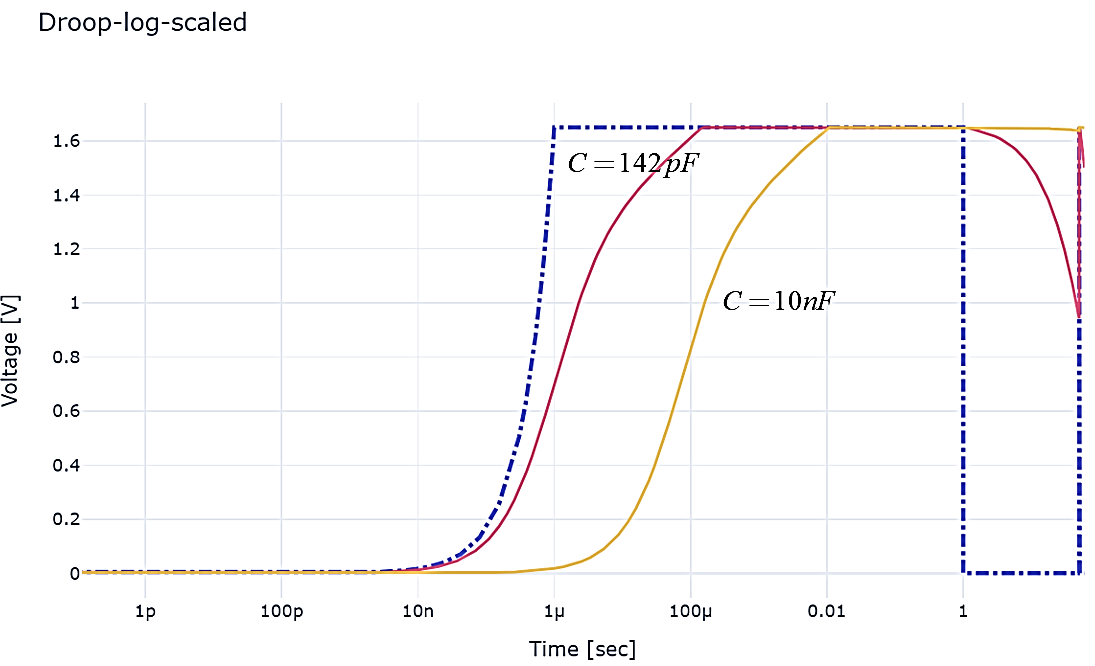 Droop-log-scaled
1.6
1.4
1.2
1
0.8
0.6
0.4
0.2
0
Voltage [V]
C = 142pF
C = 10nF
1p
100p
10n
1μ
100μ
0.01
1
Time [sec]